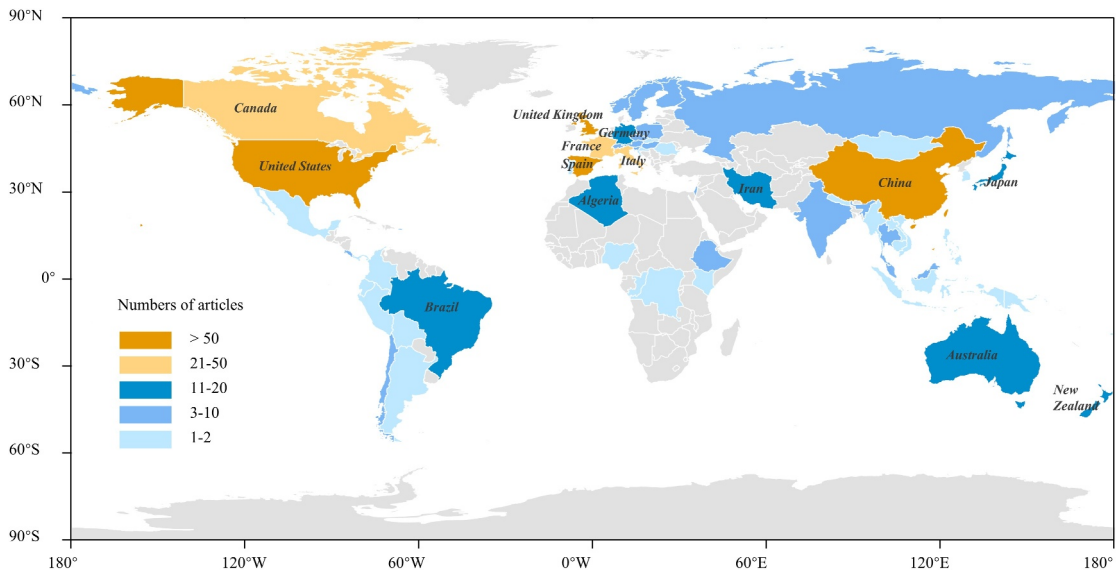 90°N
60°N
30°N
0°
30°S
60°S
90°S
180°
120°W
60°W
0°W
60°E
120°E
180°
Canada
United States
United Kingdom
Germany
France
Spain
Italy
Algeria
Iran
China
Japan
Brazil
Australia
New
Zealand
Numbers of articles
> 50
21-50
11-20
3-10
1-2